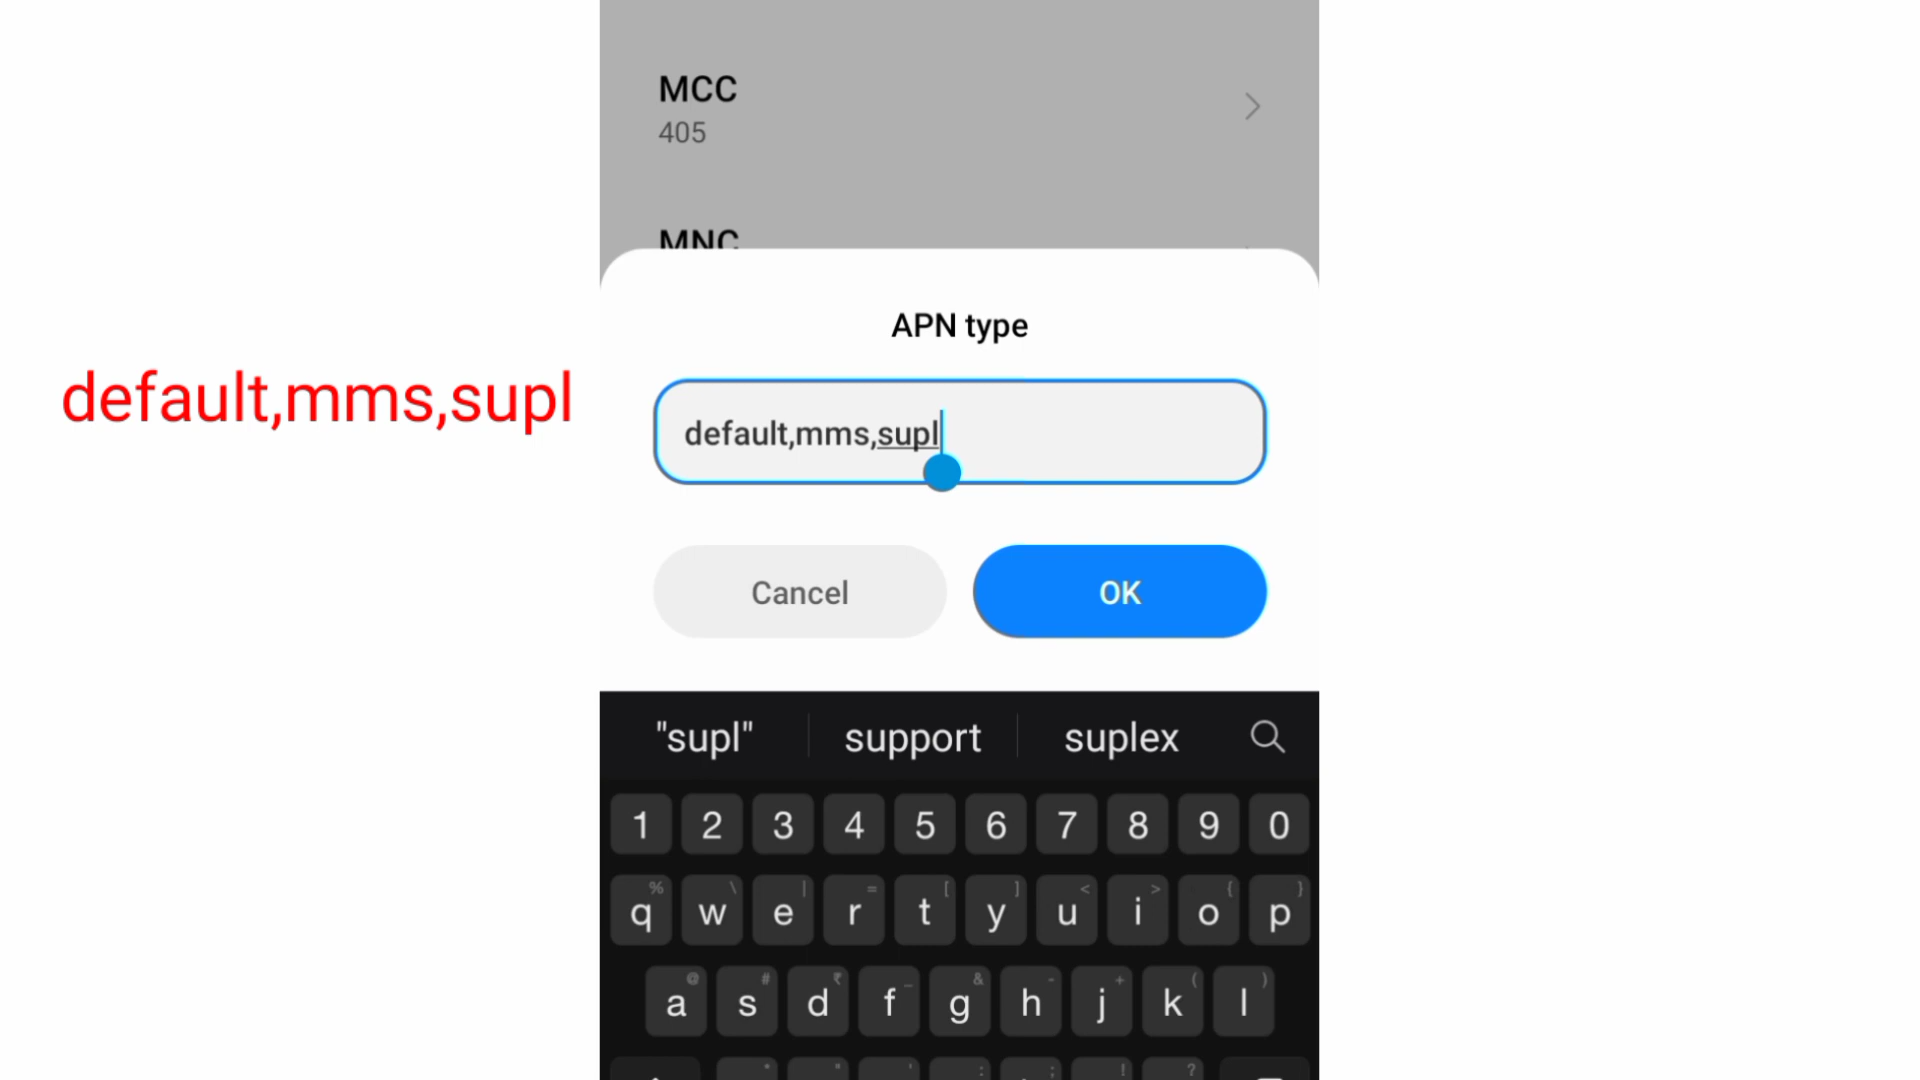 MCC
405
MNC
APN type
default,mms,supl
default,mms,supl
Cancel
OK
"supl" support suplex
1 2 3 4 5 6 7 8 9 0
% \ | = [ ] < > { }
q w e r t y u i o p
@ # ₹ _ & - + ( )
a s d f g h j k l
* " ' : ; ! ?